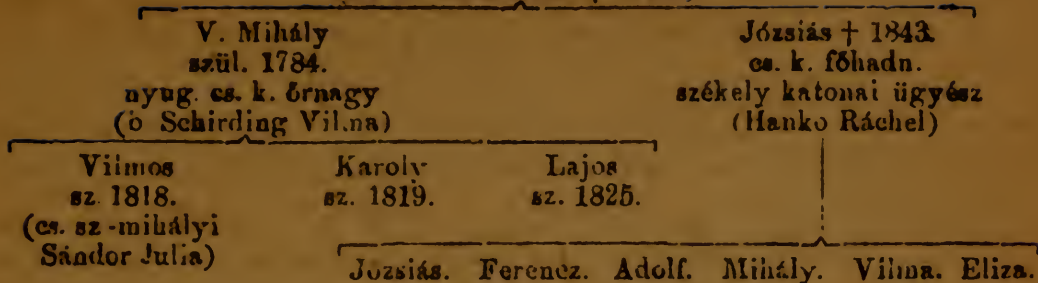 V. Mihály
szül. 1784.
nyug. cs. k. őrnagy
(b Schirding Vilma)
Józsiás † 1843.
cs. k. főhadn.
székely katonai ügyész
(Hanko Ráchel)
Vilmos
sz. 1818.
(cs. sz.-mihályi
Sándor Julia)
Karoly
sz. 1819.
Lajos
sz. 1825.
Józsiás. Ferencz. Adolf. Mihály. Vilma. Eliza.